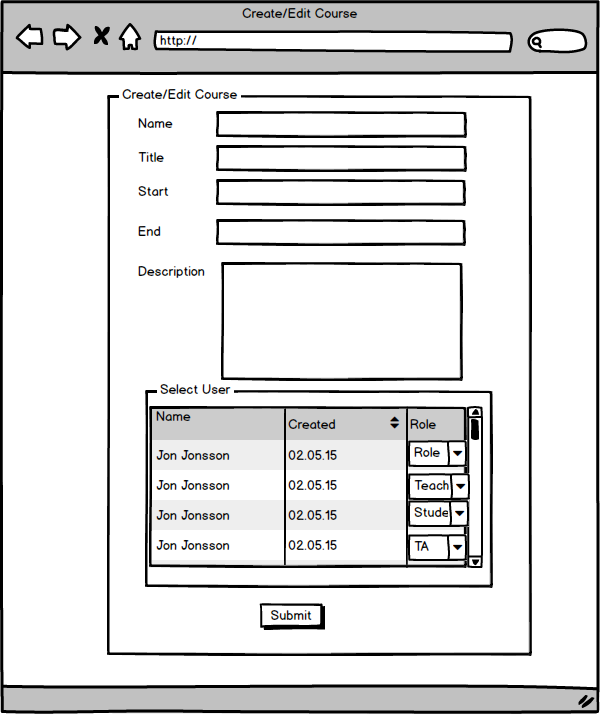 Create/Edit Course
http://
Create/Edit Course
Name
Title
Start
End
Description
Select User
Name Created Role
Jon Jonsson 02.05.15 Role
Jon Jonsson 02.05.15 Teach
Jon Jonsson 02.05.15 Stude
Jon Jonsson 02.05.15 TA
Submit